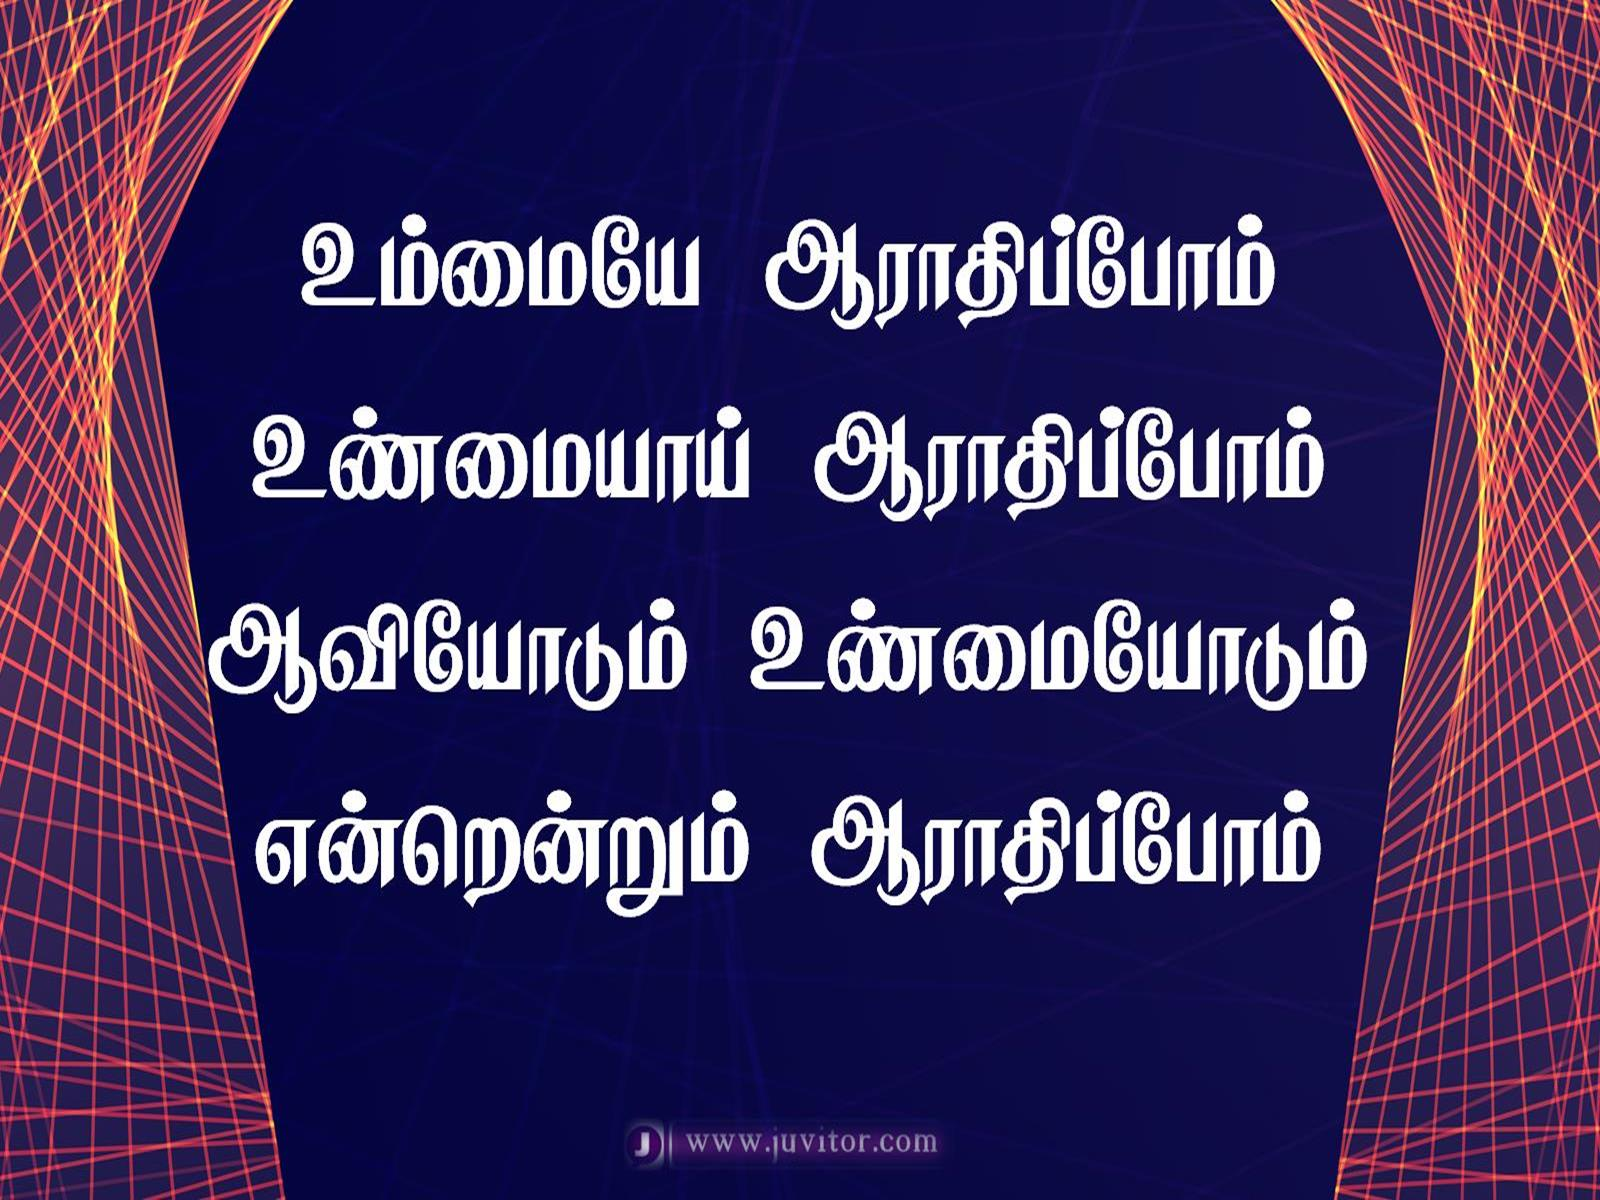 உம்மையே ஆராதிப்போம்
உண்மையாய் ஆராதிப்போம்
ஆவியோடும் உண்மையோடும்
என்றென்றும் ஆராதிப்போம்
J www.juvitor.com